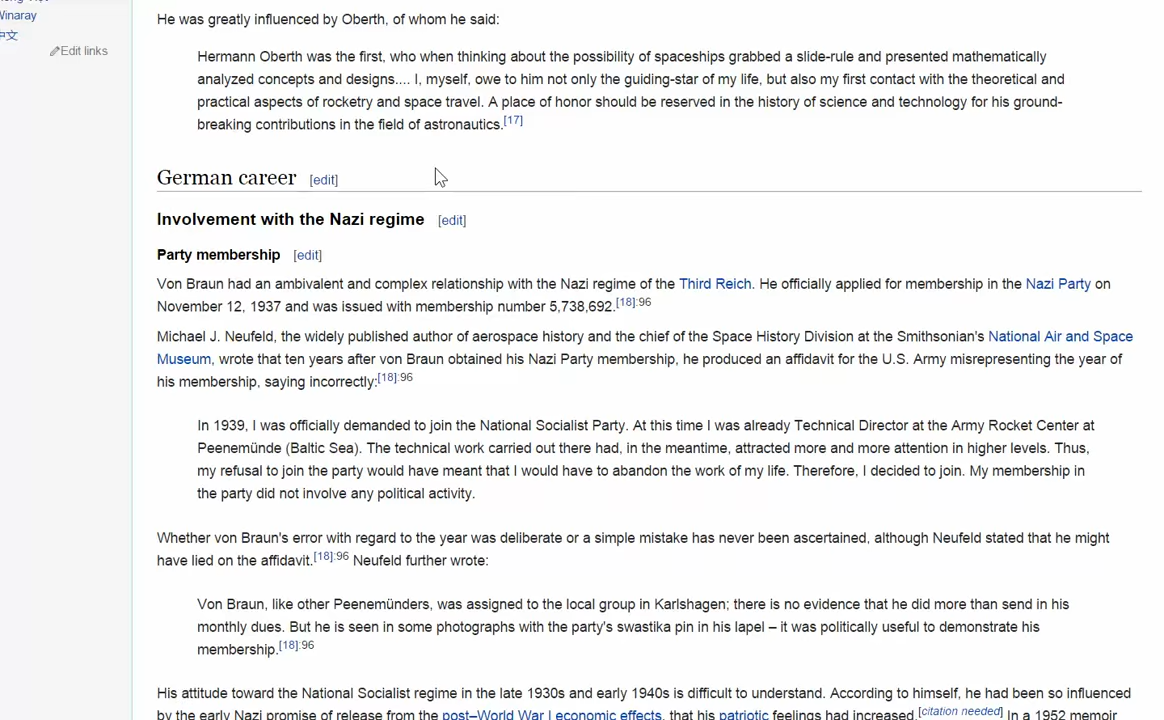 Winaray
中文
Edit links
He was greatly influenced by Oberth, of whom he said:
Hermann Oberth was the first, who when thinking about the possibility of spaceships grabbed a slide-rule and presented mathematically
analyzed concepts and designs.... I, myself, owe to him not only the guiding-star of my life, but also my first contact with the theoretical and
practical aspects of rocketry and space travel. A place of honor should be reserved in the history of science and technology for his ground-
breaking contributions in the field of astronautics.[17]
German career [edit]
Involvement with the Nazi regime [edit]
Party membership [edit]
Von Braun had an ambivalent and complex relationship with the Nazi regime of the Third Reich. He officially applied for membership in the Nazi Party on
November 12, 1937 and was issued with membership number 5,738,692.[18]:96
Michael J. Neufeld, the widely published author of aerospace history and the chief of the Space History Division at the Smithsonian's National Air and Space
Museum, wrote that ten years after von Braun obtained his Nazi Party membership, he produced an affidavit for the U.S. Army misrepresenting the year of
his membership, saying incorrectly:[18]:96
In 1939, I was officially demanded to join the National Socialist Party. At this time I was already Technical Director at the Army Rocket Center at
Peenemünde (Baltic Sea). The technical work carried out there had, in the meantime, attracted more and more attention in higher levels. Thus,
my refusal to join the party would have meant that I would have to abandon the work of my life. Therefore, I decided to join. My membership in
the party did not involve any political activity.
Whether von Braun's error with regard to the year was deliberate or a simple mistake has never been ascertained, although Neufeld stated that he might
have lied on the affidavit.[18]:96 Neufeld further wrote:
Von Braun, like other Peenemünders, was assigned to the local group in Karlshagen; there is no evidence that he did more than send in his
monthly dues. But he is seen in some photographs with the party's swastika pin in his lapel – it was politically useful to demonstrate his
membership.[18]:96
His attitude toward the National Socialist regime in the late 1930s and early 1940s is difficult to understand. According to himself, he had been so influenced
by the early Nazi promise of release from the post–World War I economic effects, that his patriotic feelings had increased.[citation needed] In a 1952 memoir